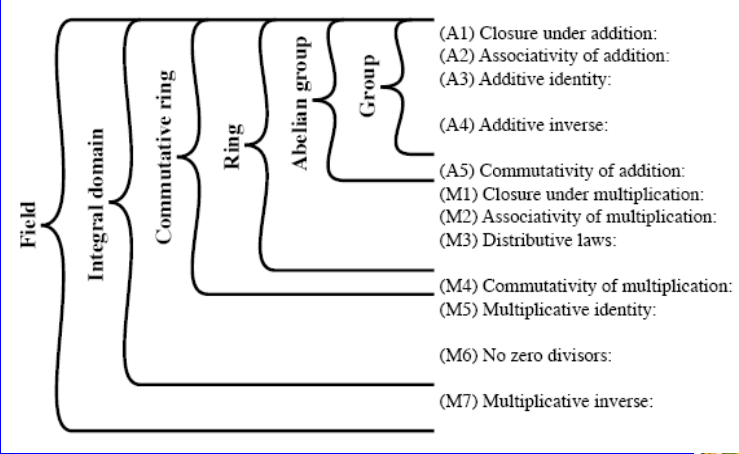 Field
Integral domain
Commutative ring
Ring
Abelian group
Group
(A1) Closure under addition:
(A2) Associativity of addition:
(A3) Additive identity:
(A4) Additive inverse:
(A5) Commutativity of addition:
(M1) Closure under multiplication:
(M2) Associativity of multiplication:
(M3) Distributive laws:
(M4) Commutativity of multiplication:
(M5) Multiplicative identity:
(M6) No zero divisors:
(M7) Multiplicative inverse: